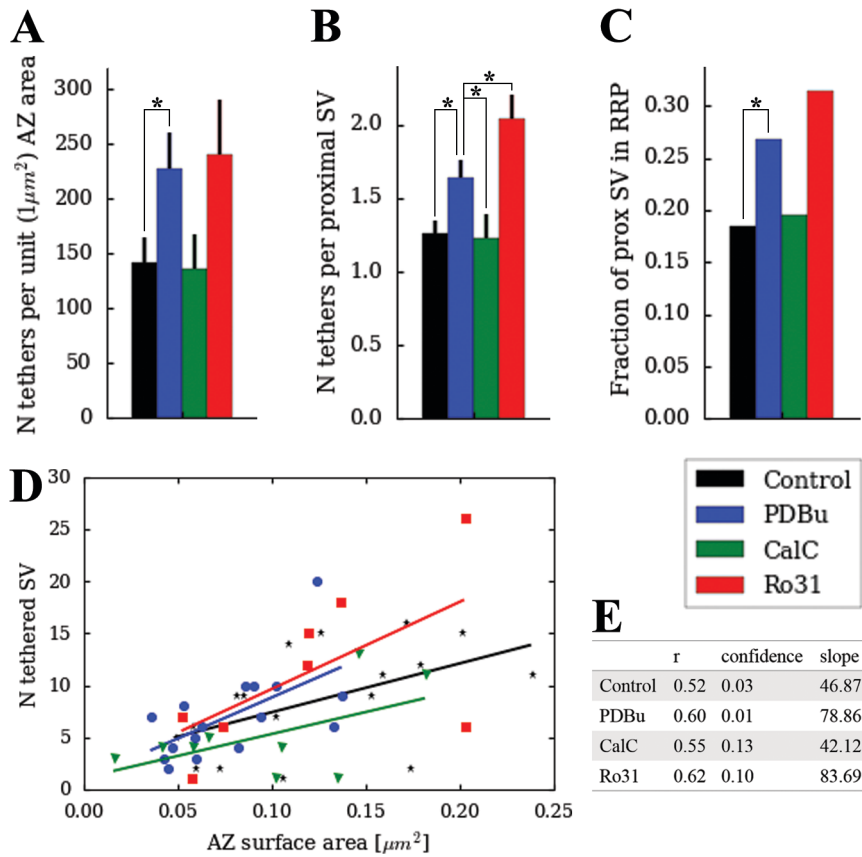 A
N tethers per unit (1μm²) AZ area
300
250
200
150
100
50
0
*
B
N tethers per proximal SV
2.0
1.5
1.0
0.5
0.0
*
*
*
C
Fraction of prox SV in RRP
0.30
0.25
0.20
0.15
0.10
0.05
0.00
*
D
N tethered SV
30
25
20
15
10
5
0
0.00 0.05 0.10 0.15 0.20 0.25
AZ surface area [μm²]
Control
PDBu
CalC
Ro31
E
r confidence slope
Control 0.52 0.03 46.87
PDBu 0.60 0.01 78.86
CalC 0.55 0.13 42.12
Ro31 0.62 0.10 83.69